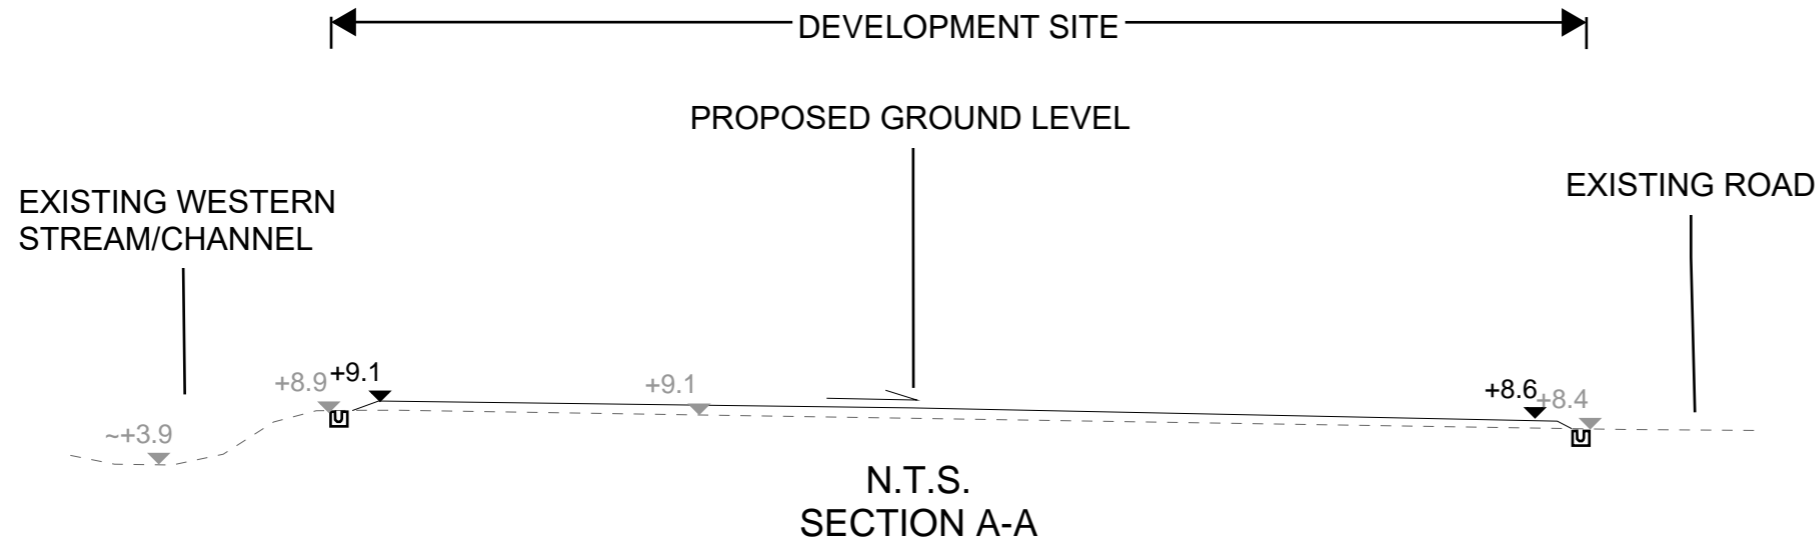 DEVELOPMENT SITE
PROPOSED GROUND LEVEL
EXISTING WESTERN
STREAM/CHANNEL
EXISTING ROAD
+8.9
+9.1
+9.1
+8.6
+8.4
~+3.9
N.T.S.
SECTION A-A